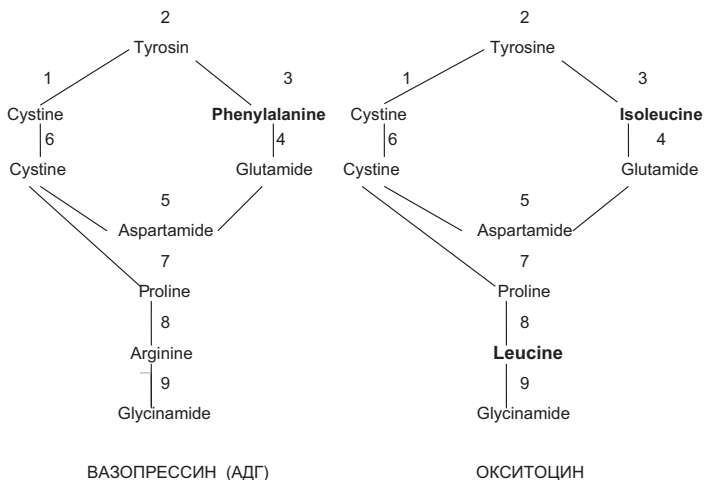 2 2
Tyrosin Tyrosine
1 3 1 3
Cystine Phenylalanine Cystine Isoleucine
6 4 6 4
Cystine Glutamide Cystine Glutamide
5 5
Aspartamide Aspartamide
7 7
Proline Proline
8 8
Arginine Leucine
9 9
Glycinamide Glycinamide
ВАЗОПРЕССИН (АДГ) ОКСИТОЦИН